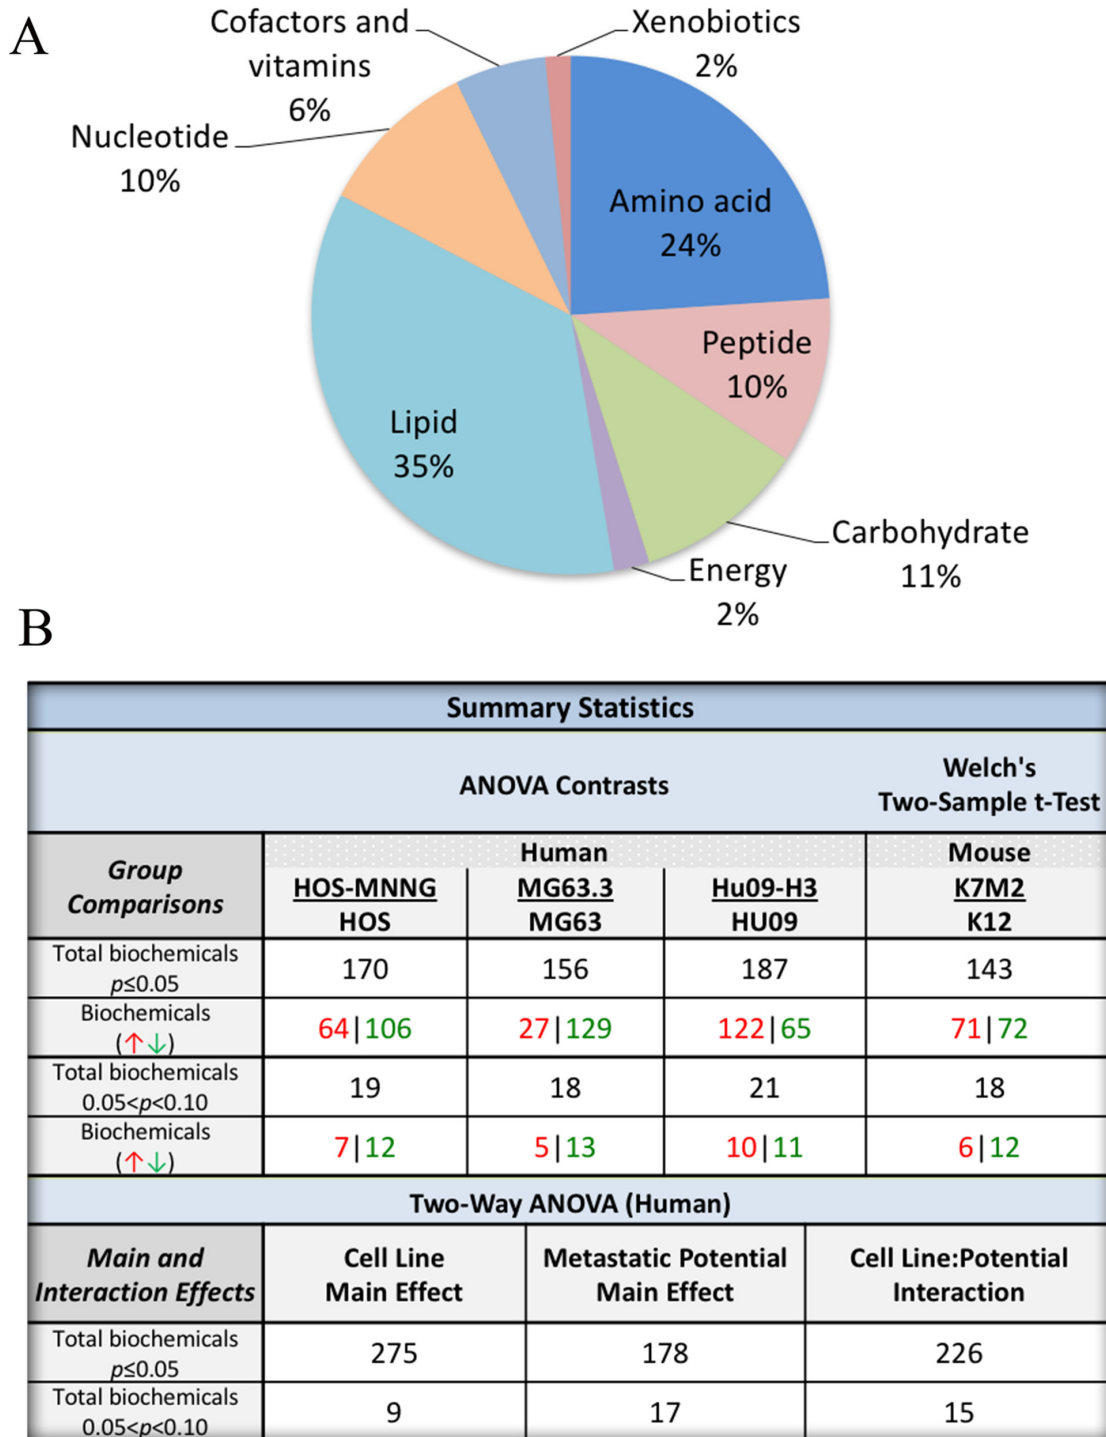 A
Cofactors and
vitamins
6%
Xenobiotics
2%
Nucleotide
10%
Amino acid
24%
Peptide
10%
Lipid
35%
Carbohydrate
11%
Energy
2%
B
Summary Statistics
ANOVA Contrasts
Welch's
Two-Sample t-Test
Group
Comparisons
Human
Mouse
HOS-MNNG
HOS
MG63.3
MG63
Hu09-H3
HU09
K7M2
K12
Total biochemicals
p≤0.05
170
156
187
143
Biochemicals
(↑↓)
64|106
27|129
122|65
71|72
Total biochemicals
0.05<p<0.10
19
18
21
18
Biochemicals
(↑↓)
7|12
5|13
10|11
6|12
Two-Way ANOVA (Human)
Main and
Interaction Effects
Cell Line
Main Effect
Metastatic Potential
Main Effect
Cell Line:Potential
Interaction
Total biochemicals
p≤0.05
275
178
226
Total biochemicals
0.05<p<0.10
9
17
15